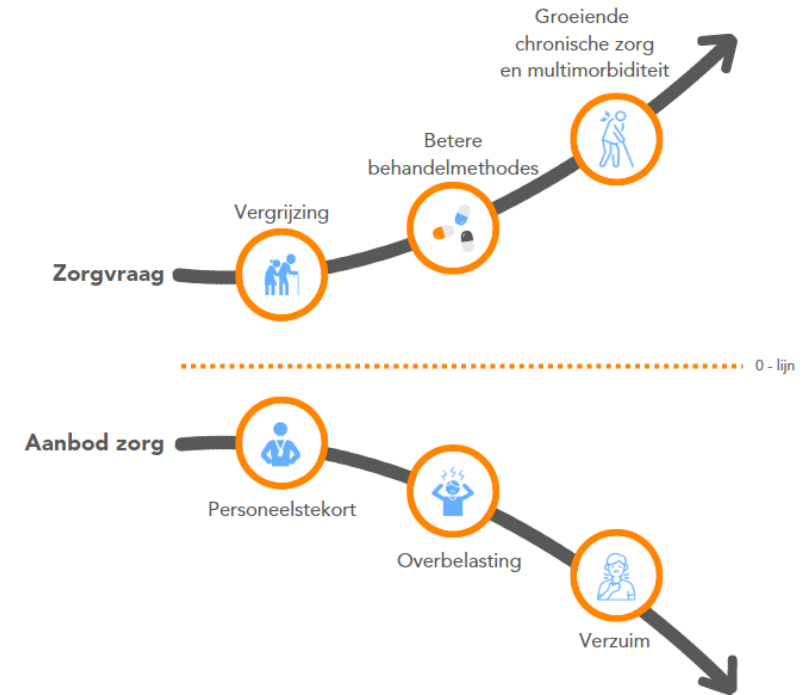 Groeiende
chronische zorg
en multimorbiditeit
Betere
behandelmethodes
Vergrijzing
Zorgvraag
0 - lijn
Aanbod zorg
Personeelstekort
Overbelasting
Verzuim